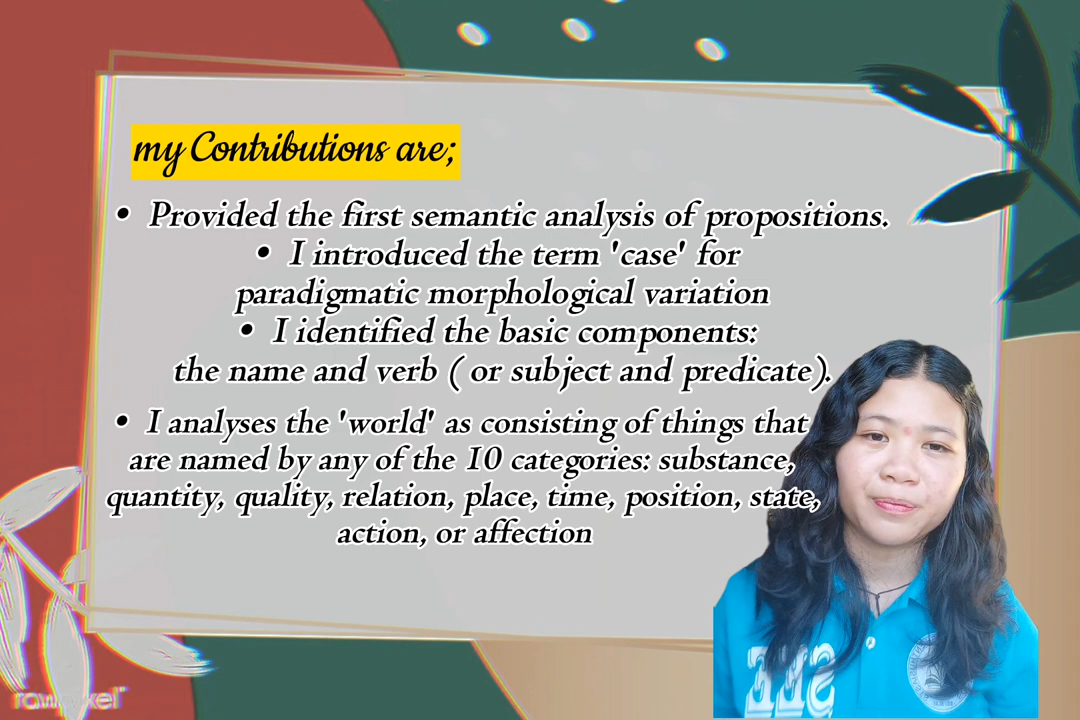 my Contributions are;
• Provided the first semantic analysis of propositions.
• I introduced the term 'case' for
paradigmatic morphological variation
• I identified the basic components:
the name and verb ( or subject and predicate).
• I analyses the 'world' as consisting of things that
are named by any of the 10 categories: substance,
quantity, quality, relation, place, time, position, state,
action, or affection